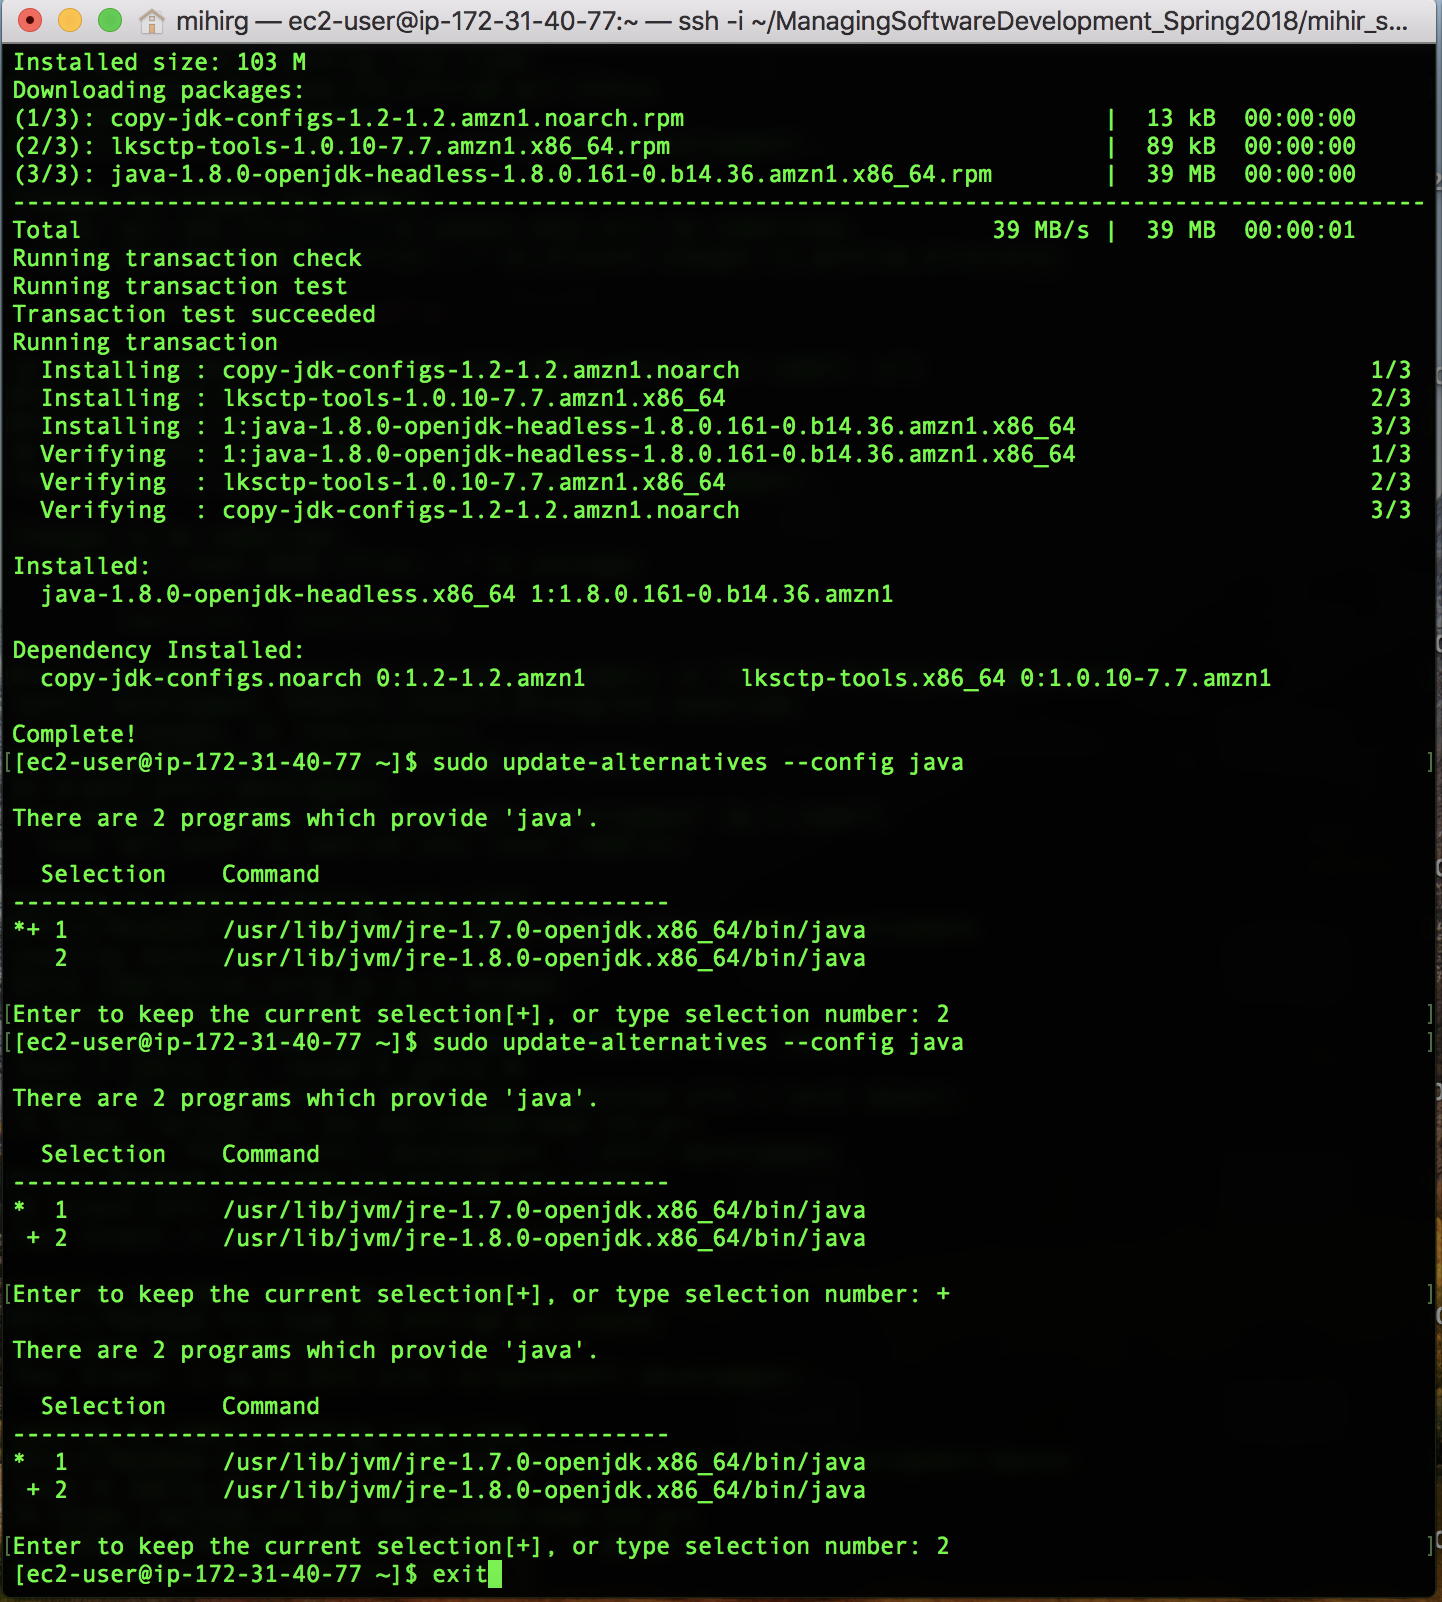 mihirg — ec2-user@ip-172-31-40-77:~ — ssh -i ~/ManagingSoftwareDevelopment_Spring2018/mihir_s...
Installed size: 103 M
Downloading packages:
(1/3): copy-jdk-configs-1.2-1.2.amzn1.noarch.rpm | 13 kB 00:00:00
(2/3): lksctp-tools-1.0.10-7.7.amzn1.x86_64.rpm | 89 kB 00:00:00
(3/3): java-1.8.0-openjdk-headless-1.8.0.161-0.b14.36.amzn1.x86_64.rpm | 39 MB 00:00:00
-----------------------------------------------------------------------------------------------------
Total 39 MB/s | 39 MB 00:00:01
Running transaction check
Running transaction test
Transaction test succeeded
Running transaction
Installing : copy-jdk-configs-1.2-1.2.amzn1.noarch 1/3
Installing : lksctp-tools-1.0.10-7.7.amzn1.x86_64 2/3
Installing : 1:java-1.8.0-openjdk-headless-1.8.0.161-0.b14.36.amzn1.x86_64 3/3
Verifying : 1:java-1.8.0-openjdk-headless-1.8.0.161-0.b14.36.amzn1.x86_64 1/3
Verifying : lksctp-tools-1.0.10-7.7.amzn1.x86_64 2/3
Verifying : copy-jdk-configs-1.2-1.2.amzn1.noarch 3/3
Installed:
java-1.8.0-openjdk-headless.x86_64 1:1.8.0.161-0.b14.36.amzn1
Dependency Installed:
copy-jdk-configs.noarch 0:1.2-1.2.amzn1 lksctp-tools.x86_64 0:1.0.10-7.7.amzn1
Complete!
[[ec2-user@ip-172-31-40-77 ~]$ sudo update-alternatives --config java ]
There are 2 programs which provide 'java'.
Selection Command
-----------------------------------------------
*+ 1 /usr/lib/jvm/jre-1.7.0-openjdk.x86_64/bin/java
2 /usr/lib/jvm/jre-1.8.0-openjdk.x86_64/bin/java
[Enter to keep the current selection[+], or type selection number: 2 ]
[[ec2-user@ip-172-31-40-77 ~]$ sudo update-alternatives --config java ]
There are 2 programs which provide 'java'.
Selection Command
-----------------------------------------------
* 1 /usr/lib/jvm/jre-1.7.0-openjdk.x86_64/bin/java
+ 2 /usr/lib/jvm/jre-1.8.0-openjdk.x86_64/bin/java
[Enter to keep the current selection[+], or type selection number: + ]
There are 2 programs which provide 'java'.
Selection Command
-----------------------------------------------
* 1 /usr/lib/jvm/jre-1.7.0-openjdk.x86_64/bin/java
+ 2 /usr/lib/jvm/jre-1.8.0-openjdk.x86_64/bin/java
[Enter to keep the current selection[+], or type selection number: 2 ]
[ec2-user@ip-172-31-40-77 ~]$ exit